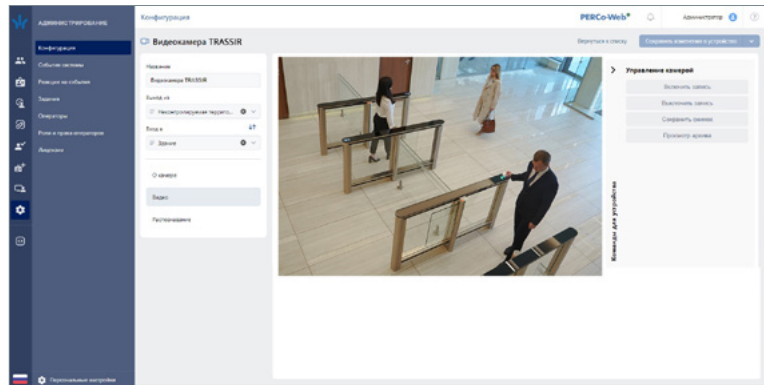 АДМИНИСТРИРОВАНИЕ
Конфигурация
События системы
Реакции на события
Задания
Операторы
Роли и права операторов
Лицензии
Персональные настройки
Конфигурация
PERCo-Web
Администратор
Видеокамера TRASSIR
Вернуться к списку
Сохранить изменения в устройство
Название
Видеокамера TRASSIR
Выход из
Неконтролируемая террито...
Вход в
Здание
О камере
Видео
Распознавание
Управление камерой
Включить запись
Выключить запись
Сохранить снимок
Просмотр архива
Команды для устройства